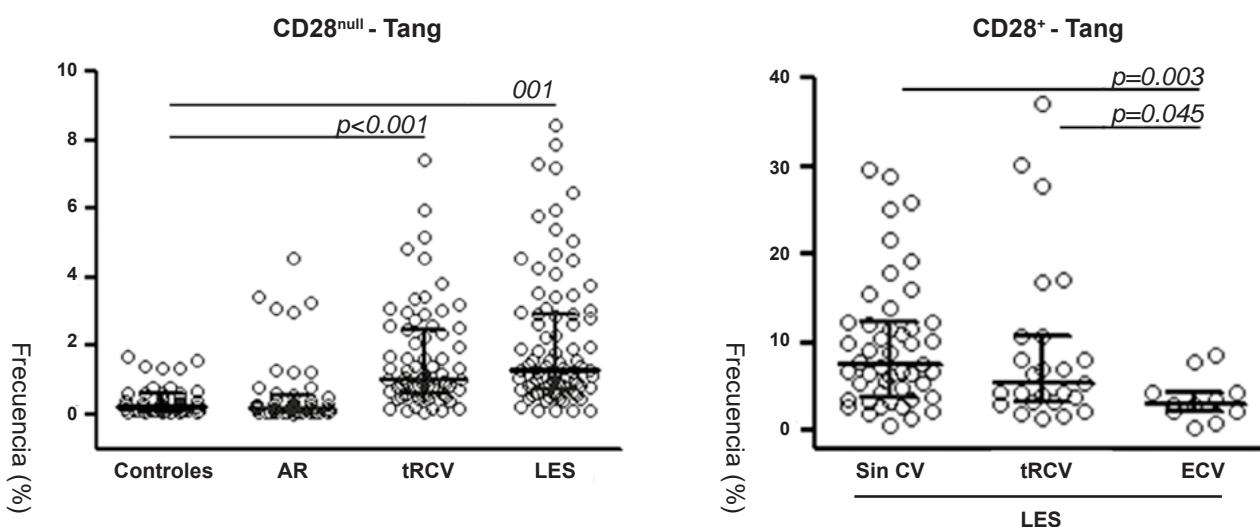 CD28null - Tang
10
8
6
4
2
0
Frecuencia (%)
001
p<0.001
Controles AR tRCV LES
CD28+ - Tang
40
30
20
10
0
Frecuencia (%)
p=0.003
p=0.045
Sin CV tRCV ECV
LES